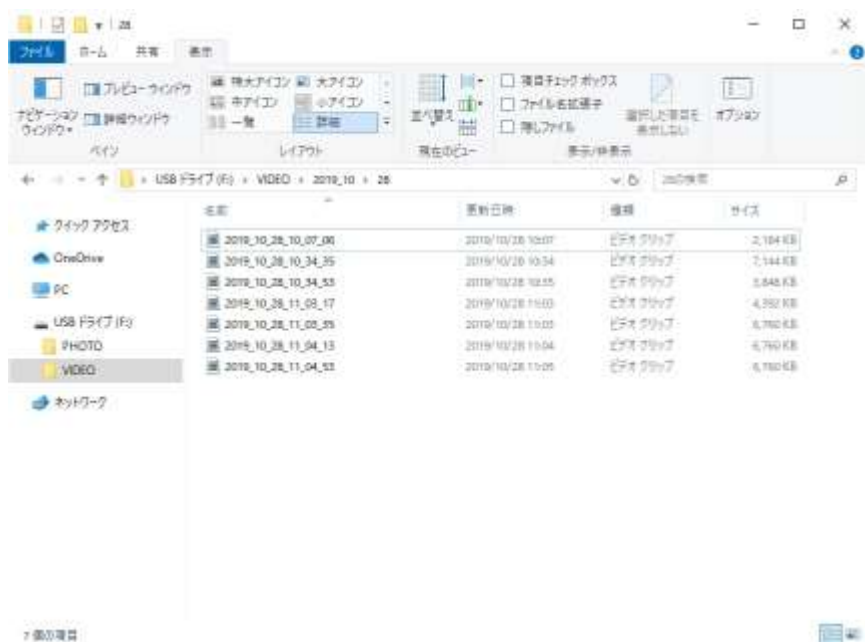 28
ファイル ホーム 共有 表示
ナビゲーション ウィンドウ
プレビュー ウィンドウ
詳細ウィンドウ
ペイン
特大アイコン 大アイコン
中アイコン 小アイコン
一覧 詳細
レイアウト
並べ替え
現在のビュー
項目チェック ボックス
ファイル名拡張子
隠しファイル
選択した項目を
表示しない
表示/非表示
オプション
USB ドライブ (F:) › VIDEO › 2019_10 › 28
28の検索
クイック アクセス
OneDrive
PC
USB ドライブ (F:)
PHOTO
VIDEO
ネットワーク
名前 更新日時 種類 サイズ
2019_10_28_10_07_06 2019/10/28 10:07 ビデオ クリップ 2,184 KB
2019_10_28_10_34_35 2019/10/28 10:34 ビデオ クリップ 7,144 KB
2019_10_28_10_34_53 2019/10/28 10:35 ビデオ クリップ
2019_10_28_11_03_17 2019/10/28 11:03 ビデオ クリップ 4,392 KB
2019_10_28_11_03_35 2019/10/28 11:03 ビデオ クリップ 6,760 KB
2019_10_28_11_04_13 2019/10/28 11:04 ビデオ クリップ 6,760 KB
2019_10_28_11_04_53 2019/10/28 11:05 ビデオ クリップ 6,760 KB
7 個の項目